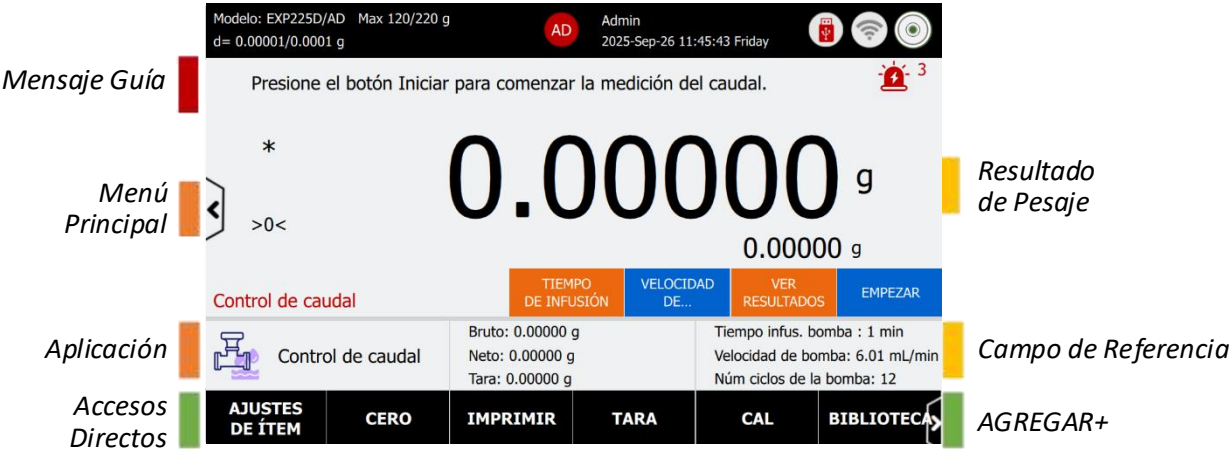 Modelo: EXP225D/AD Max 120/220 g
d= 0.00001/0.0001 g
AD
Admin
2025-Sep-26 11:45:43 Friday
Mensaje Guía
Presione el botón Iniciar para comenzar la medición del caudal.
3
*
0.00000 g
Menú
Principal
>0<
Resultado
de Pesaje
0.00000 g
Control de caudal
TIEMPO
DE INFUSIÓN
VELOCIDAD
DE...
VER
RESULTADOS
EMPEZAR
Aplicación
Control de caudal
Bruto: 0.00000 g
Neto: 0.00000 g
Tara: 0.00000 g
Tiempo infus. bomba : 1 min
Velocidad de bomba: 6.01 mL/min
Núm ciclos de la bomba: 12
Campo de Referencia
Accesos
Directos
AJUSTES
DE ÍTEM
CERO
IMPRIMIR
TARA
CAL
BIBLIOTECA
AGREGAR+